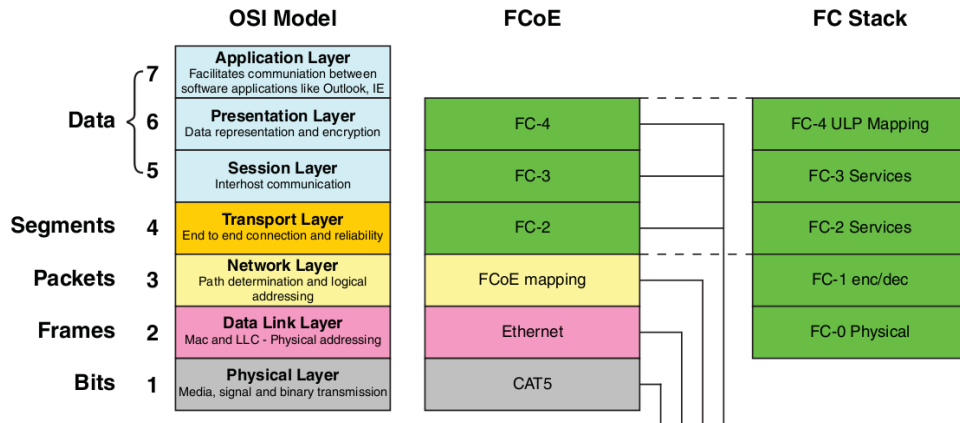 OSI Model
FCoE
FC Stack
Data
7
Application Layer
Facilitates communiation between
software applications like Outlook, IE
6
Presentation Layer
Data representation and encryption
FC-4
FC-4 ULP Mapping
5
Session Layer
Interhost communication
FC-3
FC-3 Services
Segments
4
Transport Layer
End to end connection and reliability
FC-2
FC-2 Services
Packets
3
Network Layer
Path determination and logical
addressing
FCoE mapping
FC-1 enc/dec
Frames
2
Data Link Layer
Mac and LLC - Physical addressing
Ethernet
FC-0 Physical
Bits
1
Physical Layer
Media, signal and binary transmission
CAT5